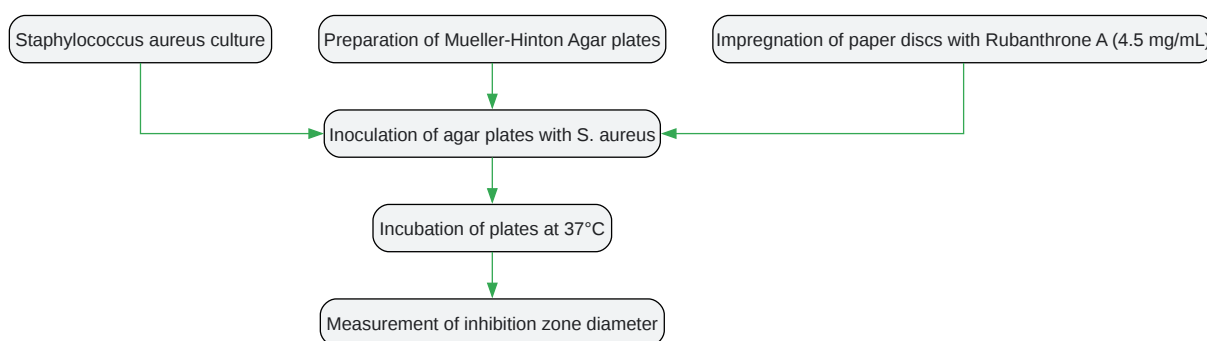 Staphylococcus aureus culture
Preparation of Mueller-Hinton Agar plates
Impregnation of paper discs with Rubanthrone A (4.5 mg/mL)
Inoculation of agar plates with S. aureus
Incubation of plates at 37°C
Measurement of inhibition zone diameter